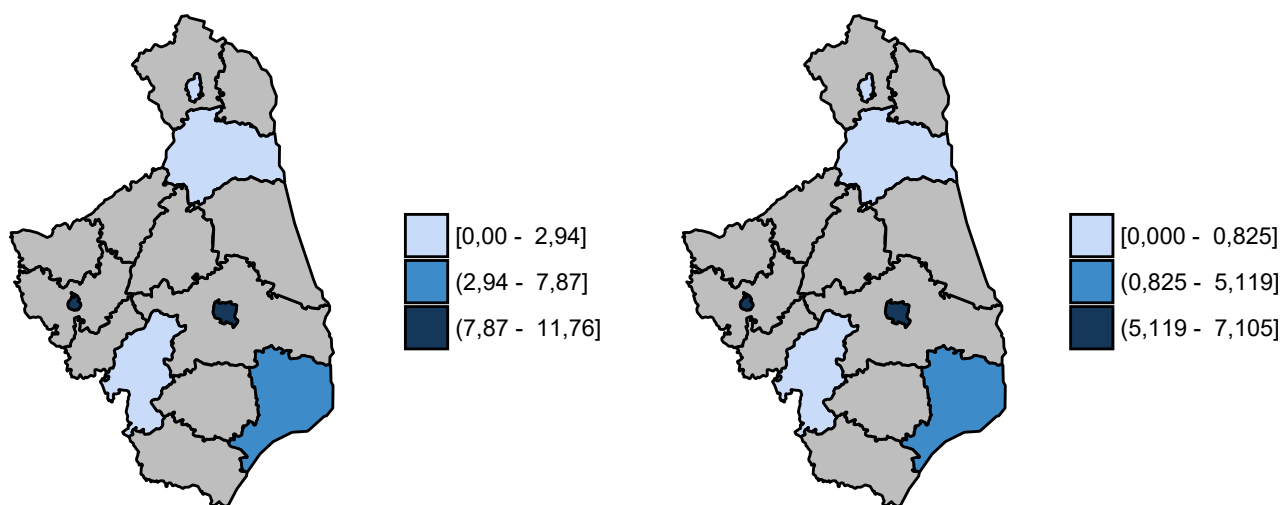 [0,00 - 2,94]
(2,94 - 7,87]
(7,87 - 11,76]
[0,000 - 0,825]
(0,825 - 5,119]
(5,119 - 7,105]